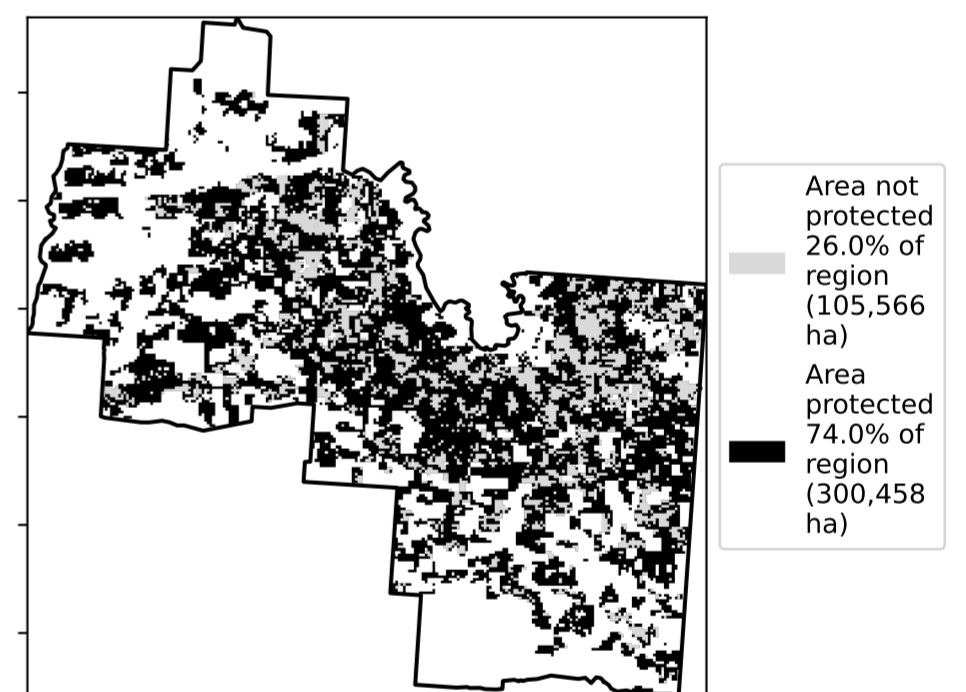 Area not
protected
26.0% of
region
(105,566
ha)
Area
protected
74.0% of
region
(300,458
ha)